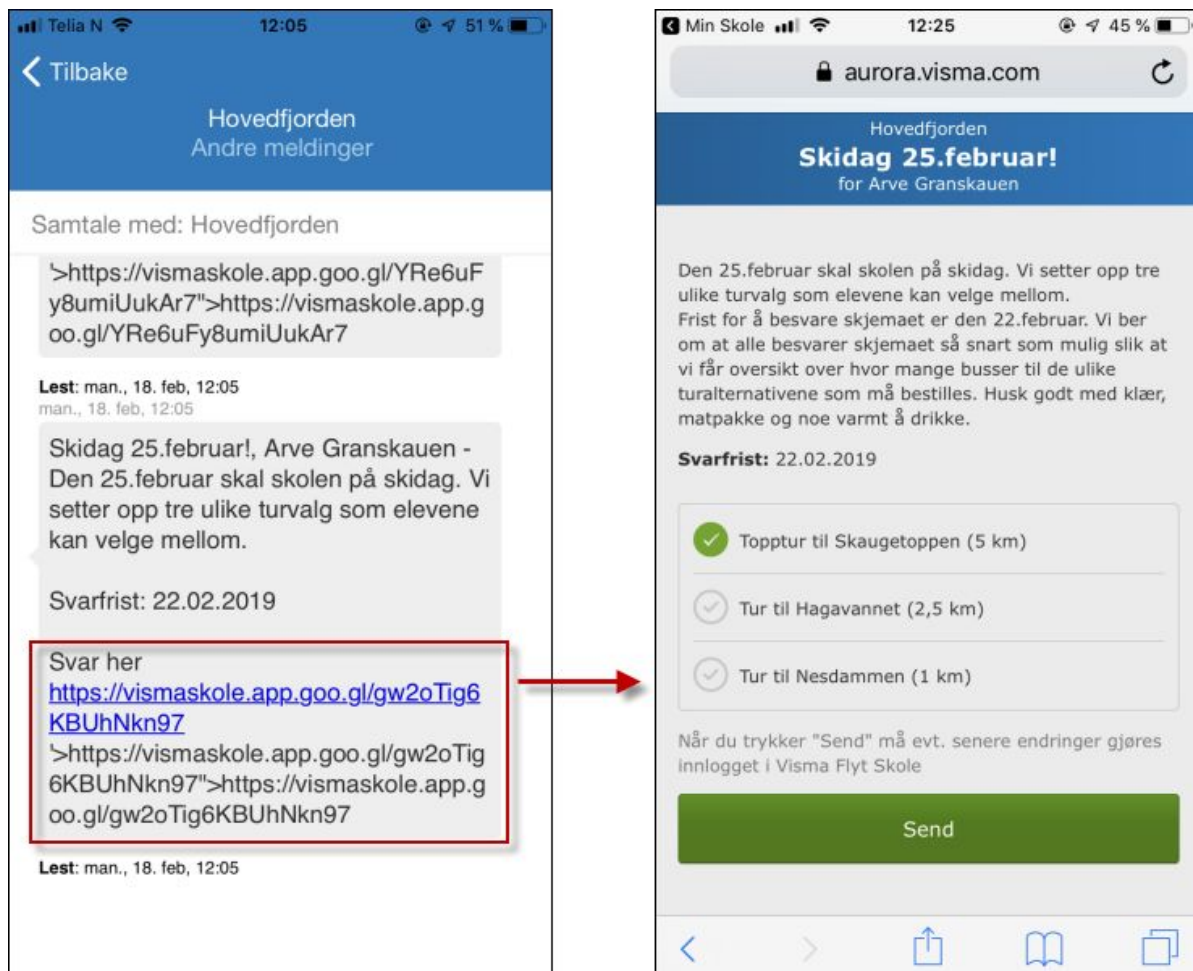 Telia N 12:05 51 %
Tilbake
Hovedfjorden
Andre meldinger
Samtale med: Hovedfjorden
'>https://vismaskole.app.goo.gl/YRe6uF
y8umiUukAr7">https://vismaskole.app.g
oo.gl/YRe6uFy8umiUukAr7
Lest: man., 18. feb, 12:05
man., 18. feb, 12:05
Skidag 25.februar!, Arve Granskauen -
Den 25.februar skal skolen på skidag. Vi
setter opp tre ulike turvalg som elevene
kan velge mellom.
Svarfrist: 22.02.2019
Svar her
https://vismaskole.app.goo.gl/gw2oTig6
KBUhNkn97
'>https://vismaskole.app.goo.gl/gw2oTig
6KBUhNkn97">https://vismaskole.app.g
oo.gl/gw2oTig6KBUhNkn97
Lest: man., 18. feb, 12:05
Min Skole 12:25 45 %
aurora.visma.com
Hovedfjorden
Skidag 25.februar!
for Arve Granskauen
Den 25.februar skal skolen på skidag. Vi setter opp tre
ulike turvalg som elevene kan velge mellom.
Frist for å besvare skjemaet er den 22.februar. Vi ber
om at alle besvarer skjemaet så snart som mulig slik at
vi får oversikt over hvor mange busser til de ulike
turalternativene som må bestilles. Husk godt med klær,
matpakke og noe varmt å drikke.
Svarfrist: 22.02.2019
Topptur til Skaugetoppen (5 km)
Tur til Hagavannet (2,5 km)
Tur til Nesdammen (1 km)
Når du trykker "Send" må evt. senere endringer gjøres
innlogget i Visma Flyt Skole
Send